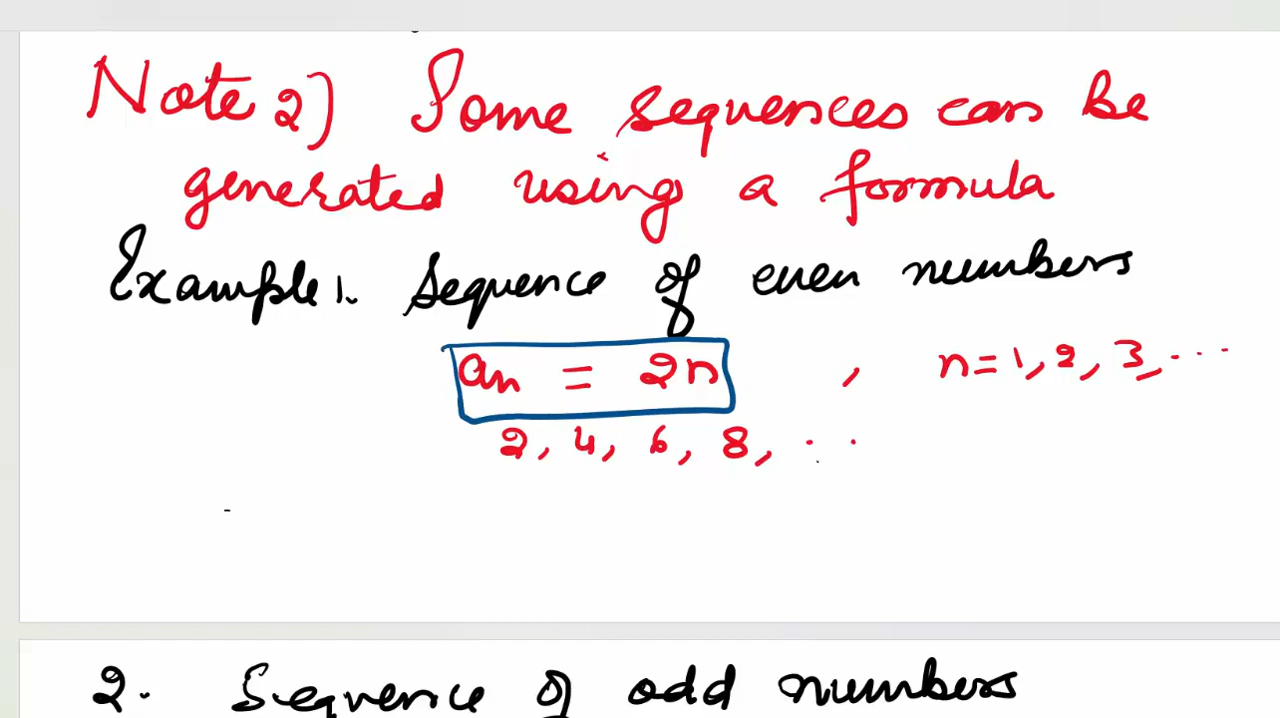 Note 2) Some sequences can be
generated using a formula
Example 1. Sequence of even numbers
an = 2n , n = 1, 2, 3, ...
2, 4, 6, 8, ..
2. Sequence of odd numbers